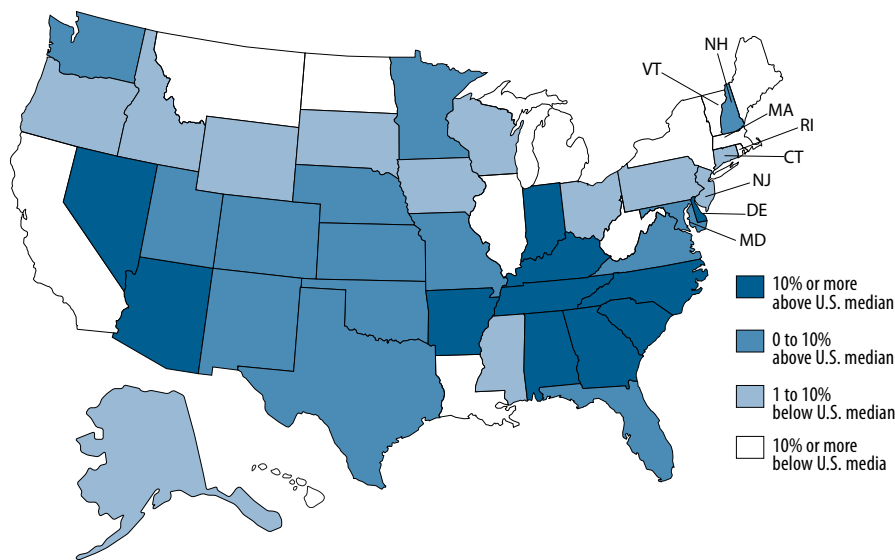 NH
VT
MA
RI
CT
NJ
DE
MD
10% or more
above U.S. median
0 to 10%
above U.S. median
1 to 10%
below U.S. median
10% or more
below U.S. media